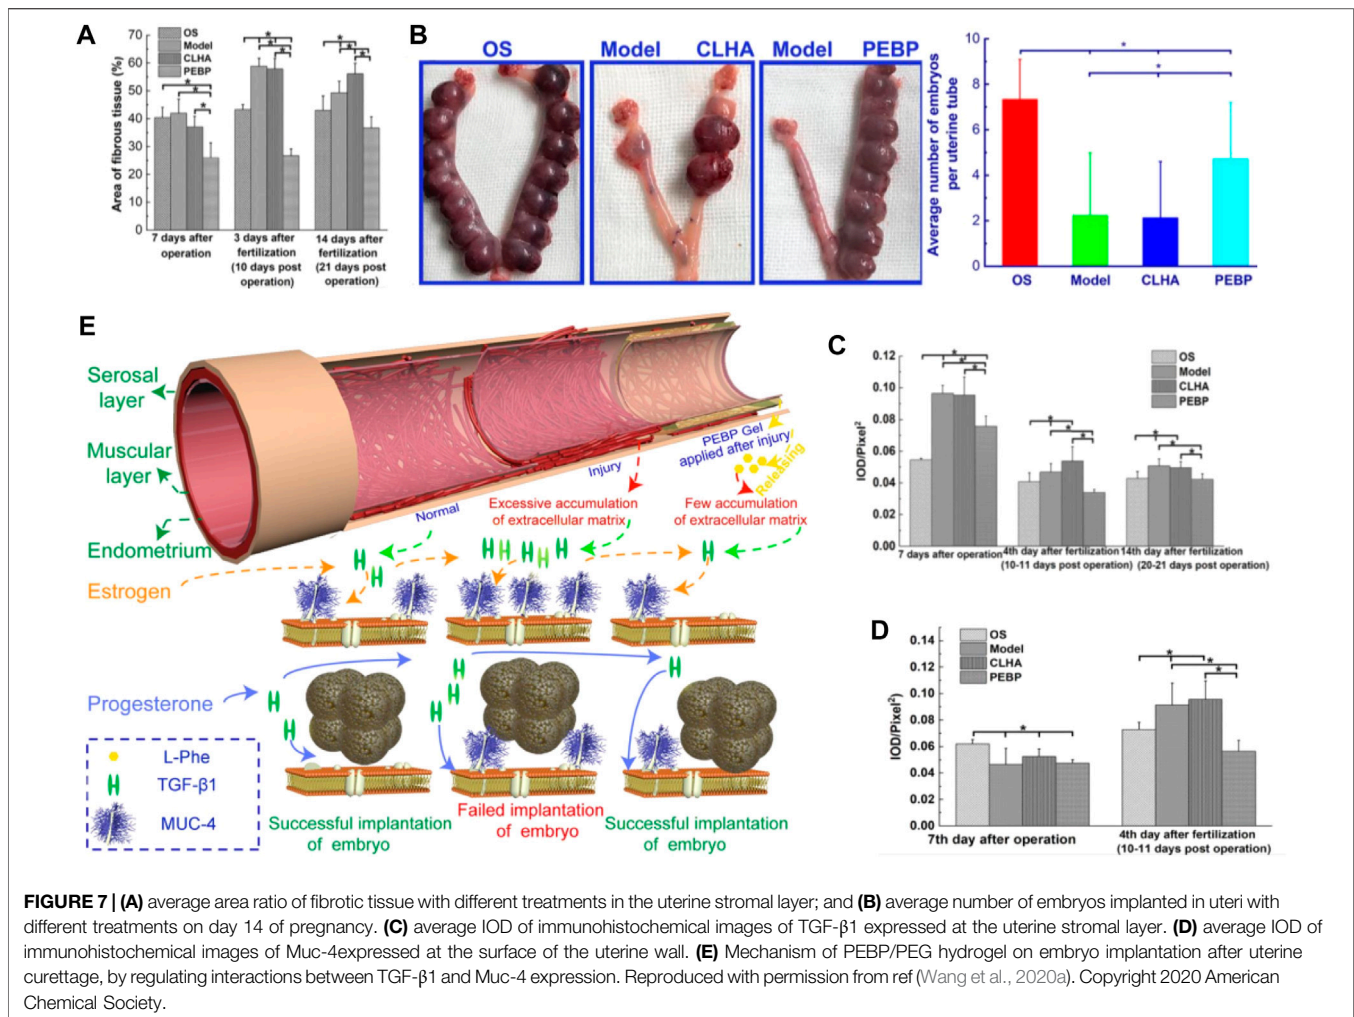 A
OS
Model
CLHA
PEBP
Area of fibrous tissue (%)
70
60
50
40
30
20
10
0
* * * *
* * *
* * *
7 days after
operation
3 days after
fertilization
(10 days post
operation)
14 days after
fertilization
(21 days post
operation)
B
OS
Model CLHA
Model PEBP
Average number of embryos
per uterine tube
10
8
6
4
2
0
*
*
OS Model CLHA PEBP
E
Serosal
layer
Muscular
layer
Endometrium
Normal
Injury
PEBP Gel
applied after injury
Releasing
Excessive accumulation
of extracellular matrix
Few accumulation
of extracellular matrix
Estrogen
Progesterone
L-Phe
TGF-β1
MUC-4
Successful implantation
of embryo
Failed implantation
of embryo
Successful implantation
of embryo
C
OS
Model
CLHA
PEBP
IOD/Pixel²
0.12
0.10
0.08
0.06
0.04
0.02
0.00
* * *
* * *
* * *
7 days after operation
4th day after fertilization
(10-11 days post operation)
14th day after fertilization
(20-21 days post operation)
D
OS
Model
CLHA
PEBP
IOD/Pixel²)
0.14
0.12
0.10
0.08
0.06
0.04
0.02
0.00
*
* * *
7th day after operation
4th day after fertilization
(10-11 days post operation)
FIGURE 7 | (A) average area ratio of fibrotic tissue with different treatments in the uterine stromal layer; and (B) average number of embryos implanted in uteri with
different treatments on day 14 of pregnancy. (C) average IOD of immunohistochemical images of TGF-β1 expressed at the uterine stromal layer. (D) average IOD of
immunohistochemical images of Muc-4expressed at the surface of the uterine wall. (E) Mechanism of PEBP/PEG hydrogel on embryo implantation after uterine
curettage, by regulating interactions between TGF-β1 and Muc-4 expression. Reproduced with permission from ref (Wang et al., 2020a). Copyright 2020 American
Chemical Society.